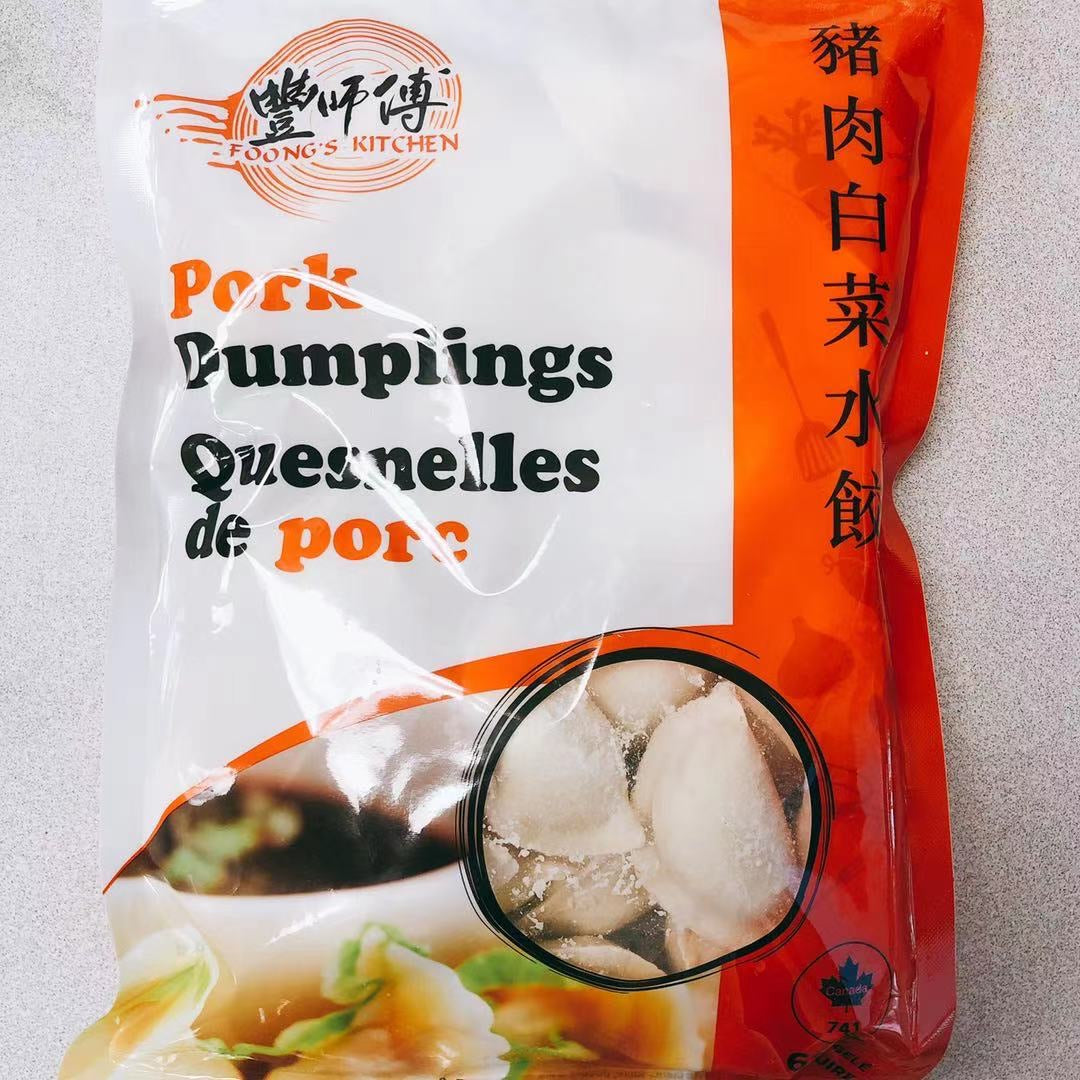 豐師傅
FOONG'S KITCHEN
豬肉白菜水餃
Pork
Dumplings
Quesnelles
de porc
Canada
741